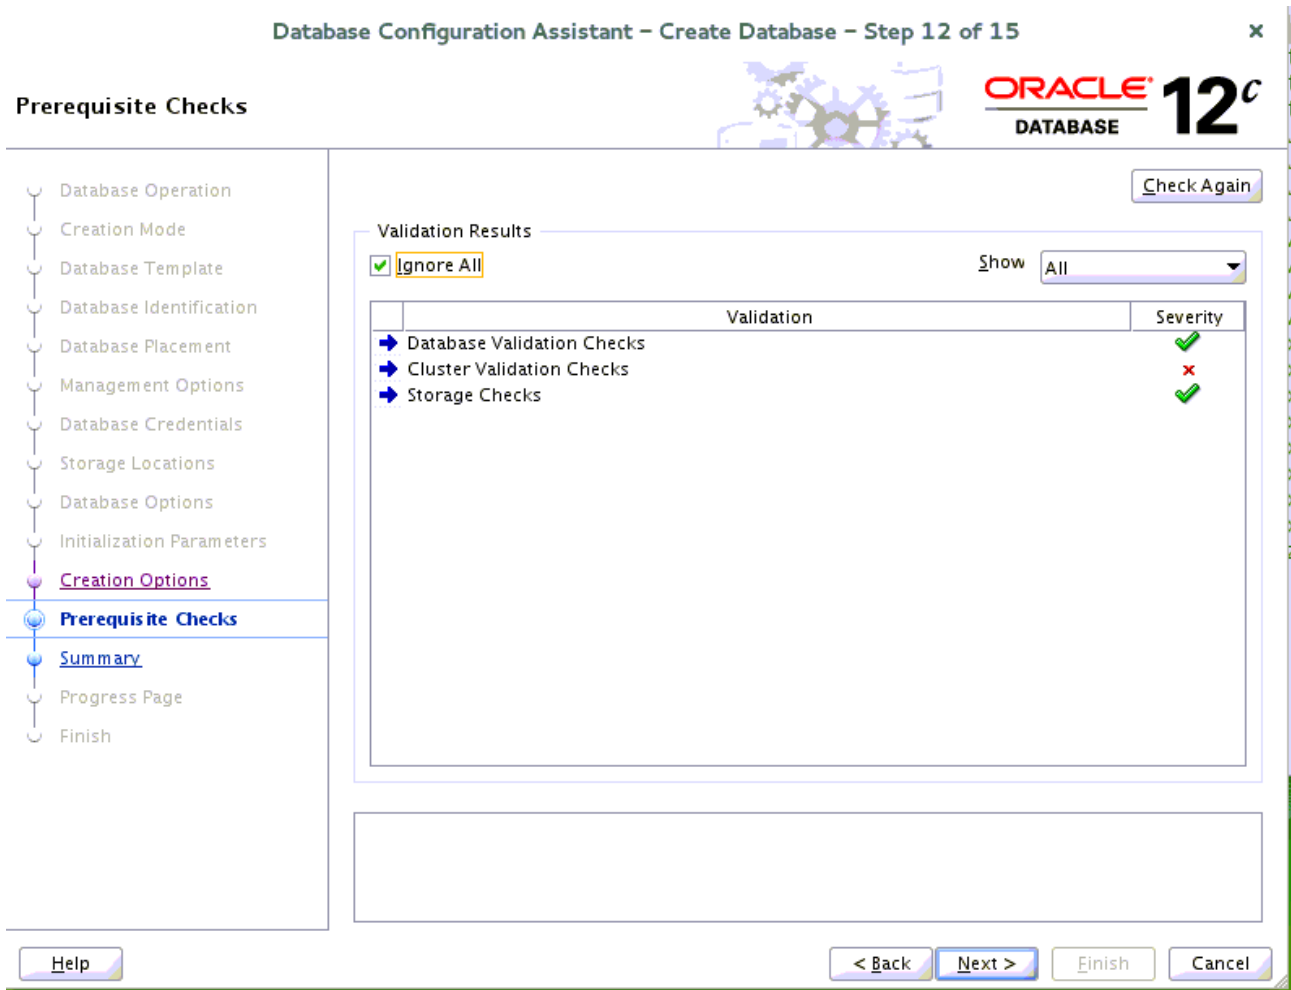 Database Configuration Assistant – Create Database – Step 12 of 15
Prerequisite Checks
ORACLE
DATABASE
12c
Database Operation
Creation Mode
Database Template
Database Identification
Database Placement
Management Options
Database Credentials
Storage Locations
Database Options
Initialization Parameters
Creation Options
Prerequisite Checks
Summary
Progress Page
Finish
Check Again
Validation Results
Ignore All
Show All
Validation Severity
Database Validation Checks
Cluster Validation Checks
Storage Checks
Help
< Back Next > Finish Cancel